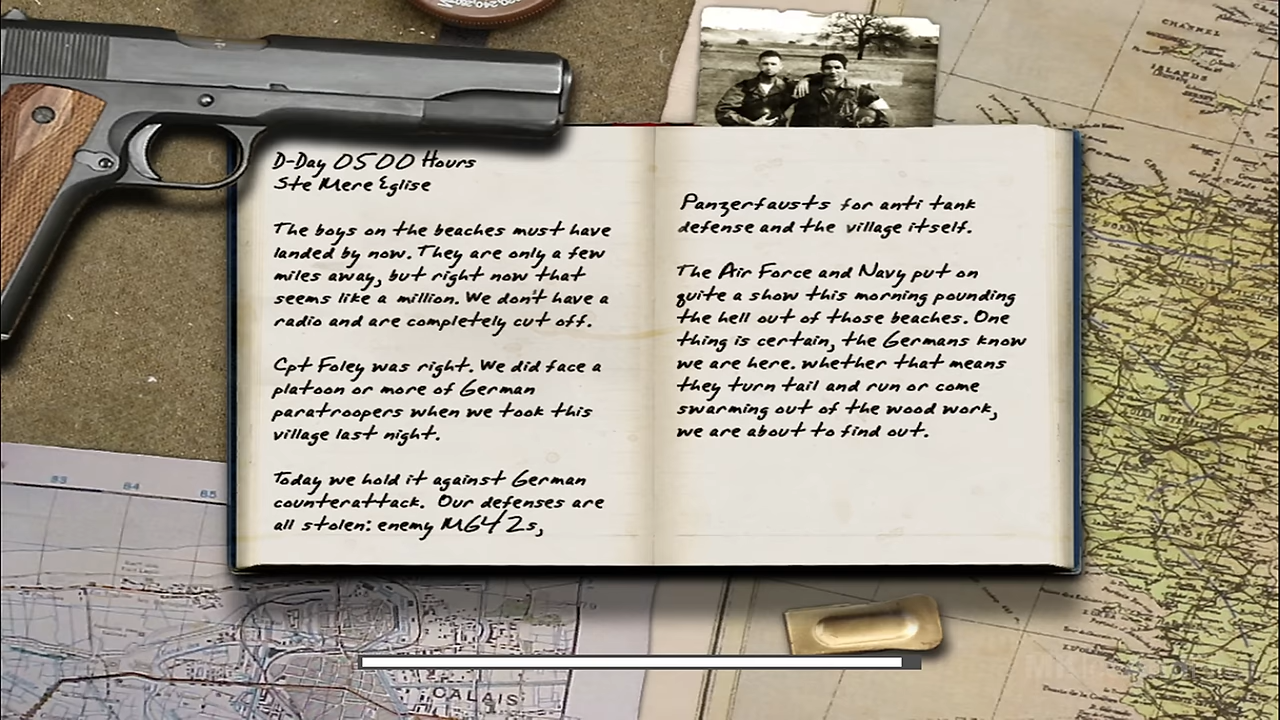 D-Day 0500 Hours
Ste Mere Eglise
The boys on the beaches must have
landed by now. They are only a few
miles away, but right now that
seems like a million. We don't have a
radio and are completely cut off.
Cpt Foley was right. We did face a
platoon or more of German
paratroopers when we took this
village last night.
Today we hold it against German
counterattack. Our defenses are
all stolen: enemy MG42s,
Panzerfausts for anti tank
defense and the village itself.
The Air Force and Navy put on
quite a show this morning pounding
the hell out of those beaches. One
thing is certain, the Germans know
we are here. whether that means
they turn tail and run or come
swarming out of the wood work,
we are about to find out.
CHANNEL
ISLANDS
83 84 85
CALAIS